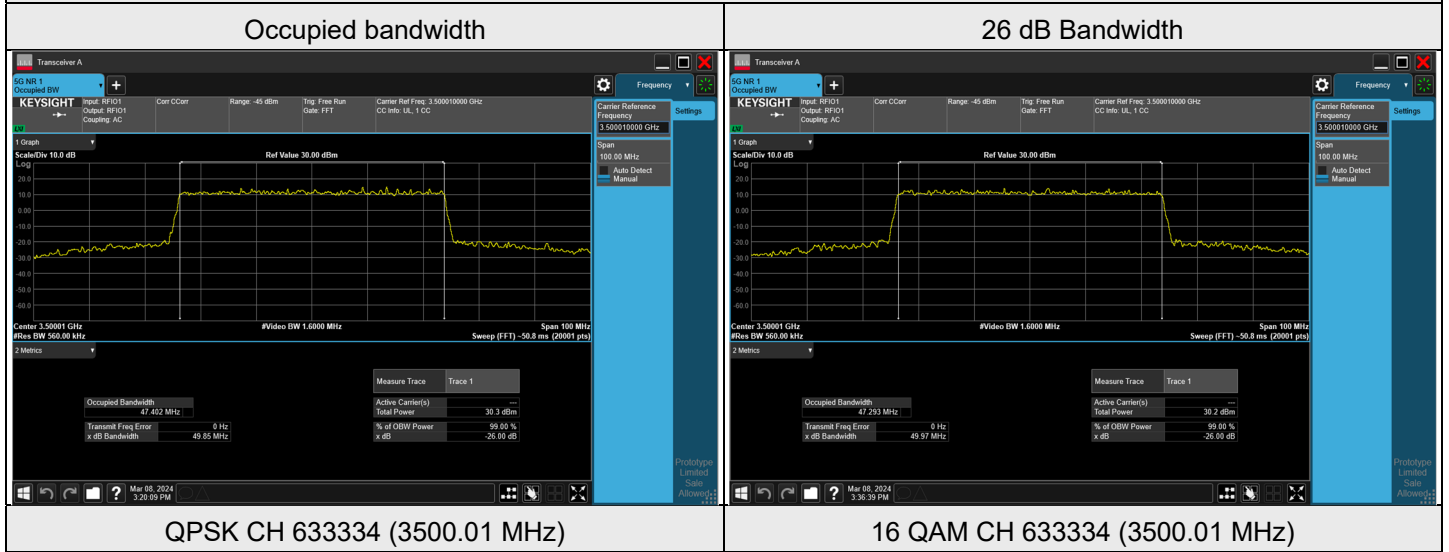 Occupied bandwidth
26 dB Bandwidth
Transceiver A
5G NR 1
Occupied BW
+
Frequency
KEYSIGHT
Input: RFIO1
Output: RFIO1
Coupling: AC
Corr CCorr
Range: -45 dBm
Trig: Free Run
Gate: FFT
Carrier Ref Freq: 3.500010000 GHz
CC Info: UL, 1 CC
LXI
Carrier Reference
Frequency
3.500010000 GHz
Settings
Span
100.00 MHz
Auto Detect
Manual
1 Graph
Scale/Div 10.0 dB
Ref Value 30.00 dBm
Log
20.0
10.0
0.00
-10.0
-20.0
-30.0
-40.0
-50.0
-60.0
Center 3.50001 GHz
#Video BW 1.6000 MHz
Span 100 MHz
#Res BW 560.00 kHz
Sweep (FFT) ~50.8 ms (20001 pts)
2 Metrics
Measure Trace Trace 1
Occupied Bandwidth
47.402 MHz
Active Carrier(s) ---
Total Power 30.3 dBm
Transmit Freq Error 0 Hz
x dB Bandwidth 49.85 MHz
% of OBW Power 99.00 %
x dB -26.00 dB
Prototype
Limited
Sale
Allowed
?
Mar 08, 2024
3:20:09 PM
Transceiver A
5G NR 1
Occupied BW
+
Frequency
KEYSIGHT
Input: RFIO1
Output: RFIO1
Coupling: AC
Corr CCorr
Range: -45 dBm
Trig: Free Run
Gate: FFT
Carrier Ref Freq: 3.500010000 GHz
CC Info: UL, 1 CC
LXI
Carrier Reference
Frequency
3.500010000 GHz
Settings
Span
100.00 MHz
Auto Detect
Manual
1 Graph
Scale/Div 10.0 dB
Ref Value 30.00 dBm
Log
20.0
10.0
0.00
-10.0
-20.0
-30.0
-40.0
-50.0
-60.0
Center 3.50001 GHz
#Video BW 1.6000 MHz
Span 100 MHz
#Res BW 560.00 kHz
Sweep (FFT) ~50.8 ms (20001 pts)
2 Metrics
Measure Trace Trace 1
Occupied Bandwidth
47.293 MHz
Active Carrier(s) ---
Total Power 30.2 dBm
Transmit Freq Error 0 Hz
x dB Bandwidth 49.97 MHz
% of OBW Power 99.00 %
x dB -26.00 dB
Prototype
Limited
Sale
Allowed
?
Mar 08, 2024
3:36:39 PM
QPSK CH 633334 (3500.01 MHz)
16 QAM CH 633334 (3500.01 MHz)